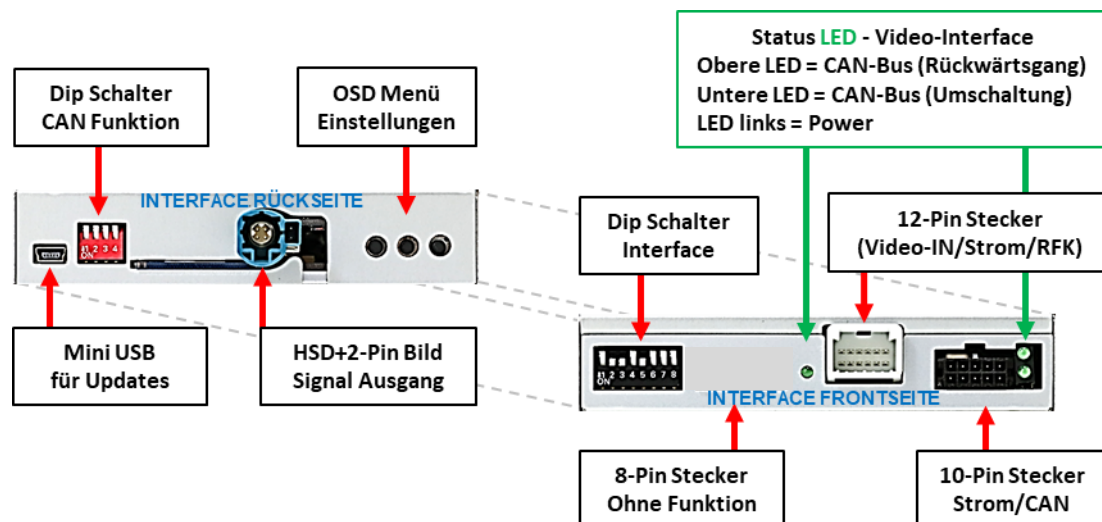 Status LED - Video-Interface
Obere LED = CAN-Bus (Rückwärtsgang)
Untere LED = CAN-Bus (Umschaltung)
LED links = Power
Dip Schalter
CAN Funktion
OSD Menü
Einstellungen
INTERFACE RÜCKSEITE
1 2 3 4
ON
Dip Schalter
Interface
12-Pin Stecker
(Video-IN/Strom/RFK)
Mini USB
für Updates
HSD+2-Pin Bild
Signal Ausgang
1 2 3 4 5 6 7 8
ON
INTERFACE FRONTSEITE
8-Pin Stecker
Ohne Funktion
10-Pin Stecker
Strom/CAN